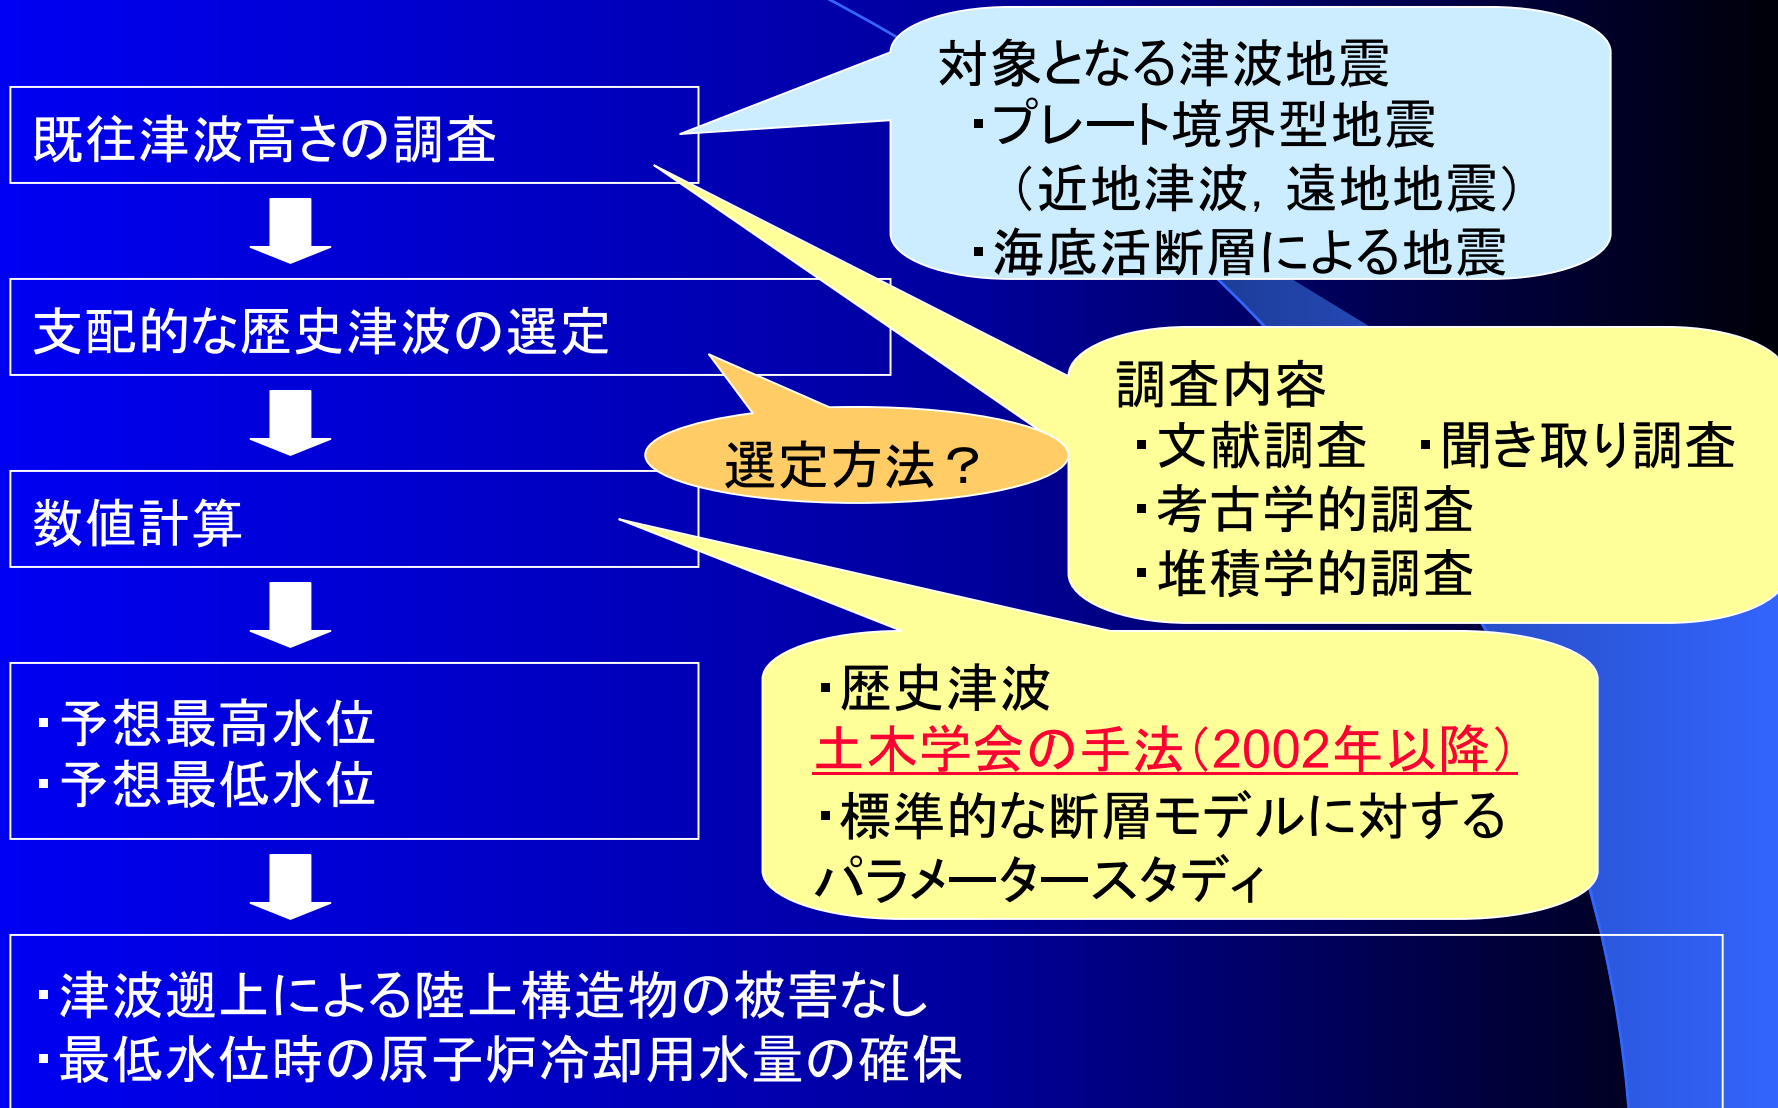 既往津波高さの調査
支配的な歴史津波の選定
数値計算
・予想最高水位
・予想最低水位
・津波遡上による陸上構造物の被害なし
・最低水位時の原子炉冷却用水量の確保
対象となる津波地震
・プレート境界型地震
（近地津波，遠地地震）
・海底活断層による地震
調査内容
・文献調査　・聞き取り調査
・考古学的調査
・堆積学的調査
選定方法？
・歴史津波
土木学会の手法（2002年以降）
・標準的な断層モデルに対する
パラメータースタディ